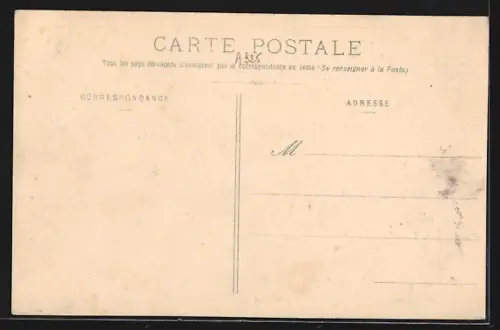 CARTE POSTALE
A325
Tous les pays étrangers n'acceptent pas la correspondance au recto (Se renseigner à la Poste)
CORRESPONDANCE
ADRESSE
M